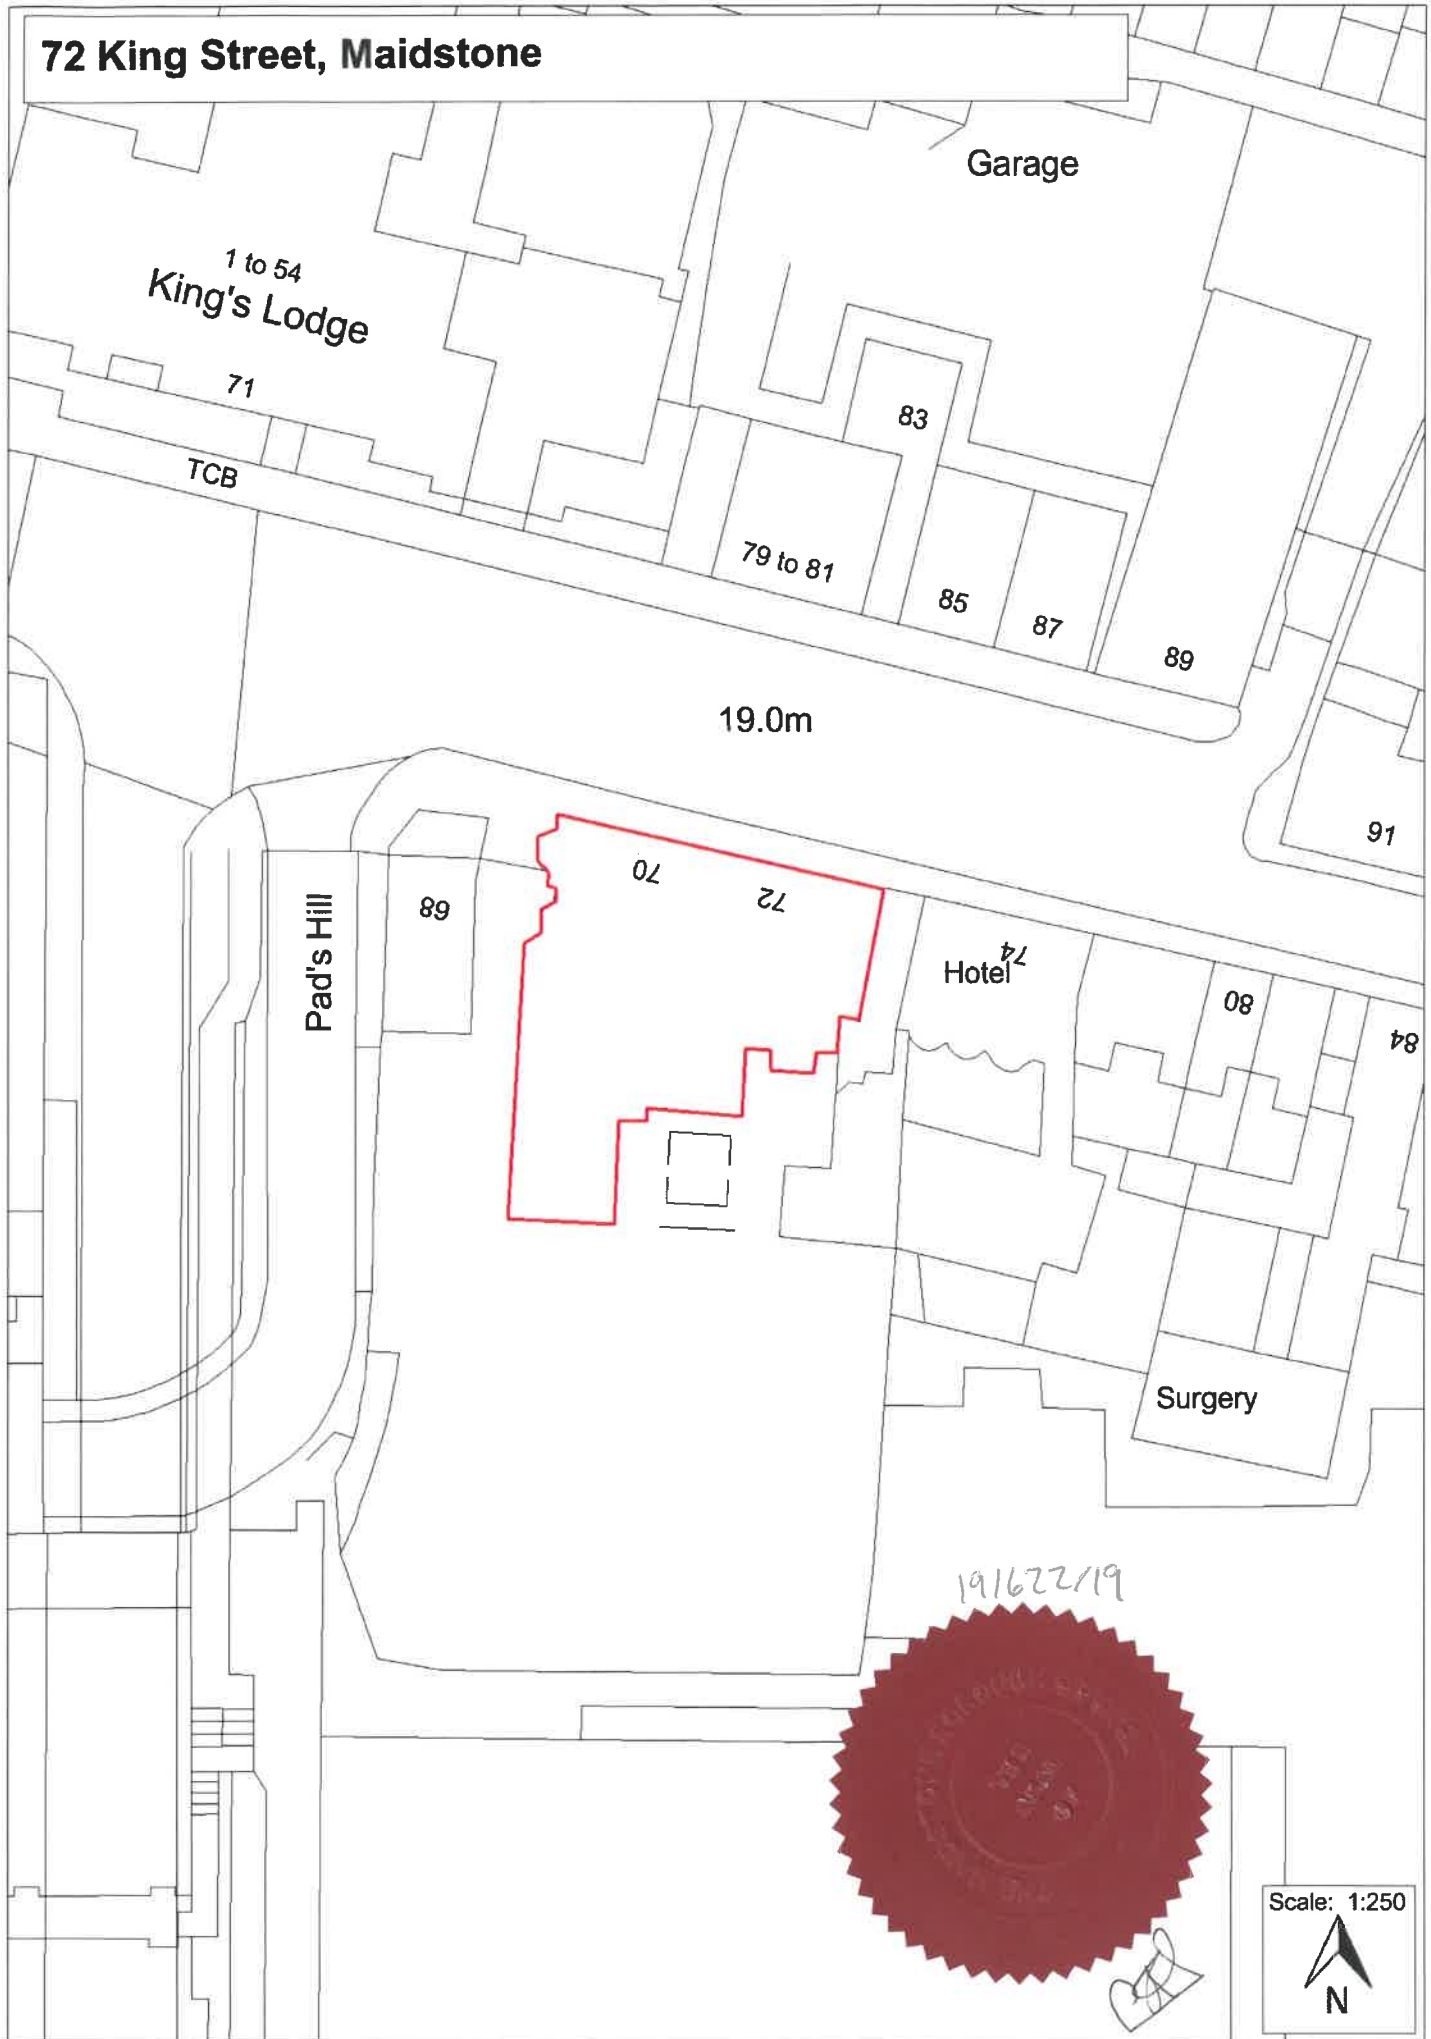 72 King Street, Maidstone
Garage
1 to 54
King's Lodge
71
TCB
83
79 to 81
85
87
89
19.0m
91
70
72
68
Pad's Hill
74
Hotel
80
84
Surgery
191622/19
Scale: 1:250
N